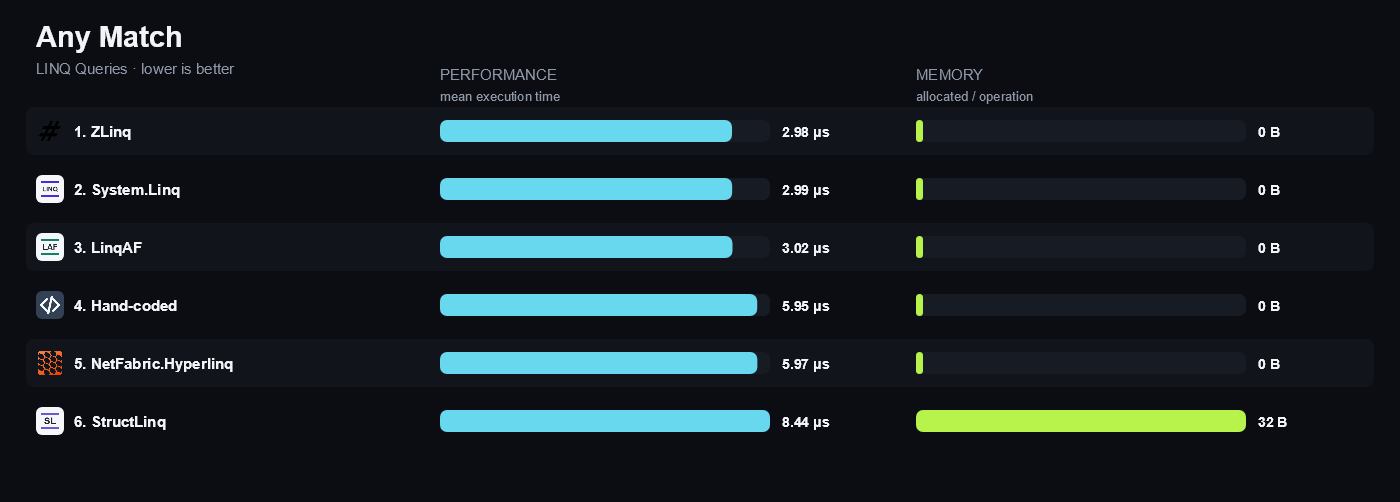 Any Match
LINQ Queries · lower is better
PERFORMANCE
mean execution time
MEMORY
allocated / operation
# 1. ZLinq 2.98 µs 0 B
LINQ 2. System.Linq 2.99 µs 0 B
LAF 3. LinqAF 3.02 µs 0 B
4. Hand-coded 5.95 µs 0 B
5. NetFabric.Hyperlinq 5.97 µs 0 B
SL 6. StructLinq 8.44 µs 32 B